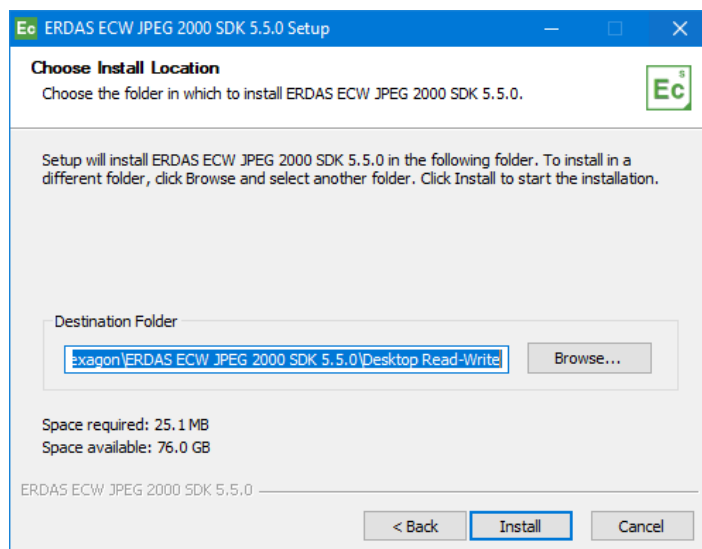 Ec ERDAS ECW JPEG 2000 SDK 5.5.0 Setup
Choose Install Location
Choose the folder in which to install ERDAS ECW JPEG 2000 SDK 5.5.0.
Ec s
Setup will install ERDAS ECW JPEG 2000 SDK 5.5.0 in the following folder. To install in a
different folder, click Browse and select another folder. Click Install to start the installation.
Destination Folder
exagon\ERDAS ECW JPEG 2000 SDK 5.5.0\Desktop Read-Write
Browse...
Space required: 25.1 MB
Space available: 76.0 GB
ERDAS ECW JPEG 2000 SDK 5.5.0
< Back Install Cancel